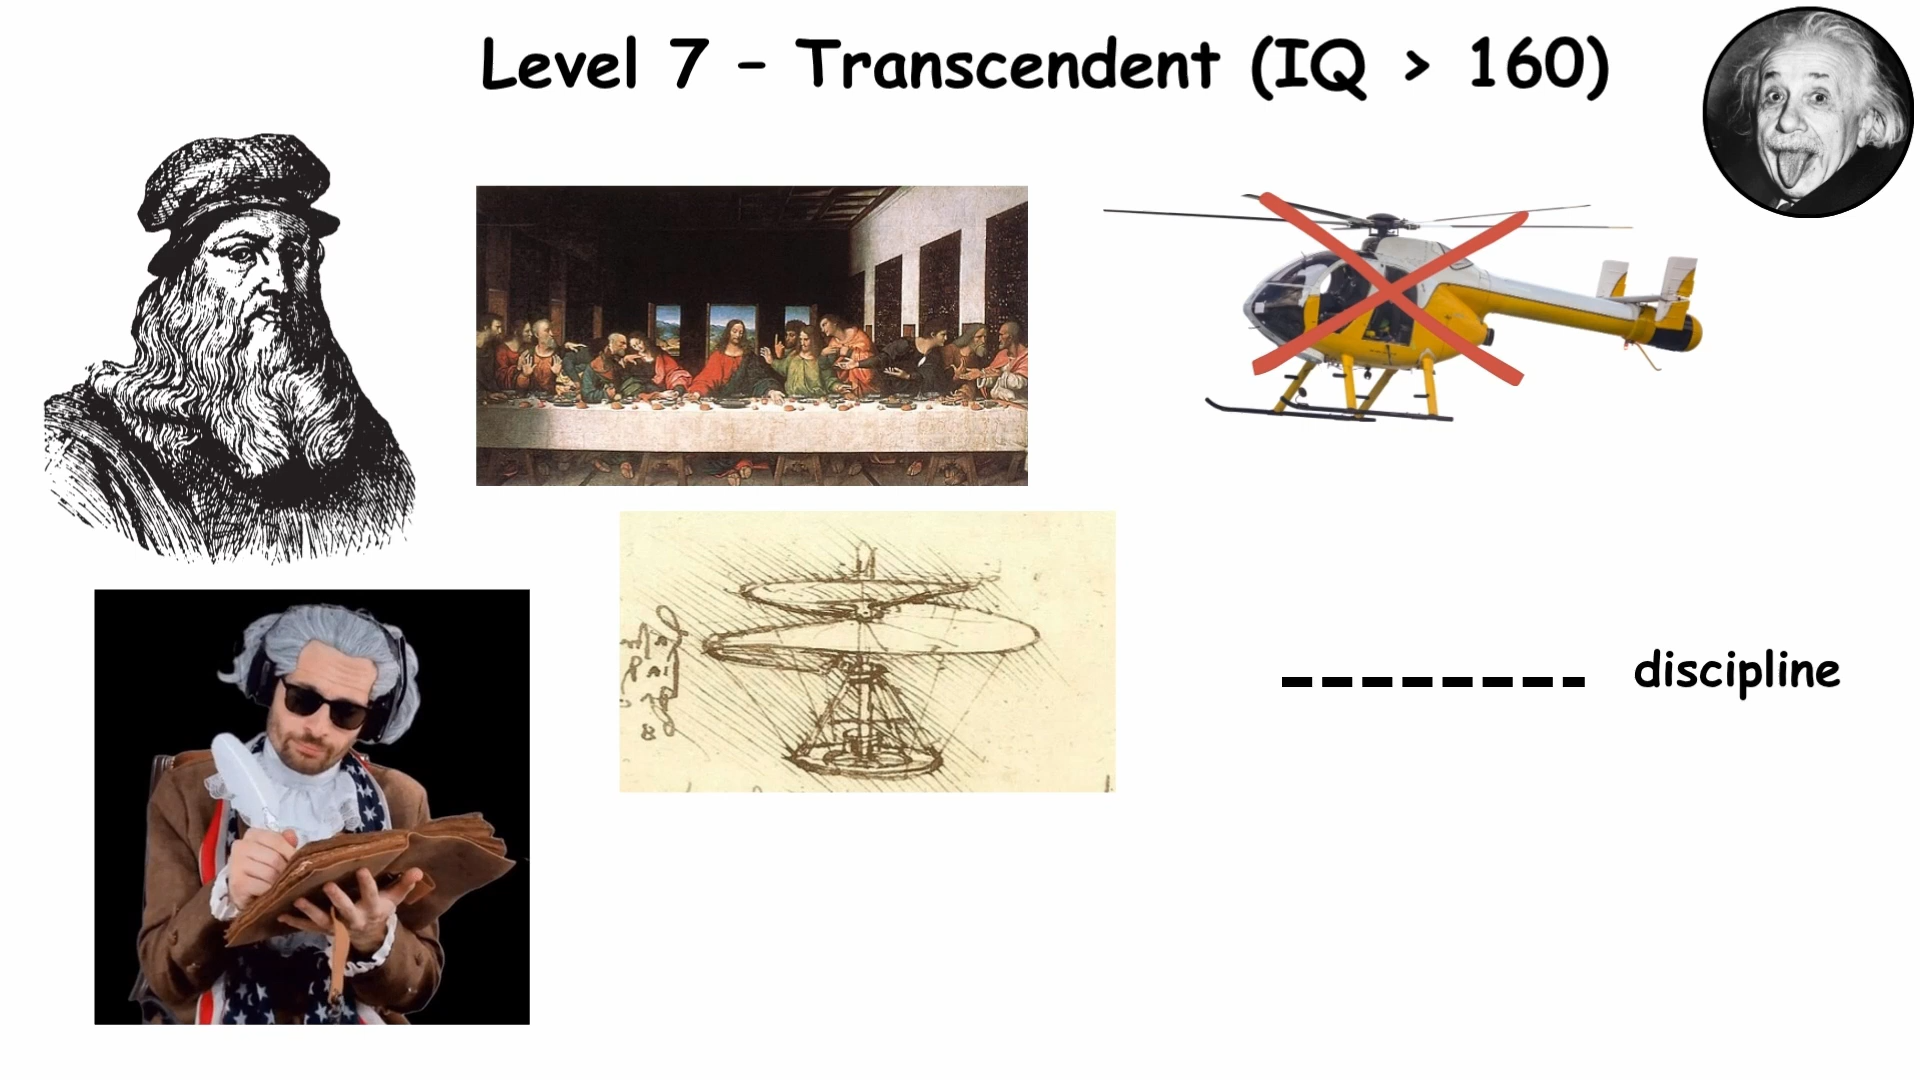 Level 7 – Transcendent (IQ > 160)
discipline